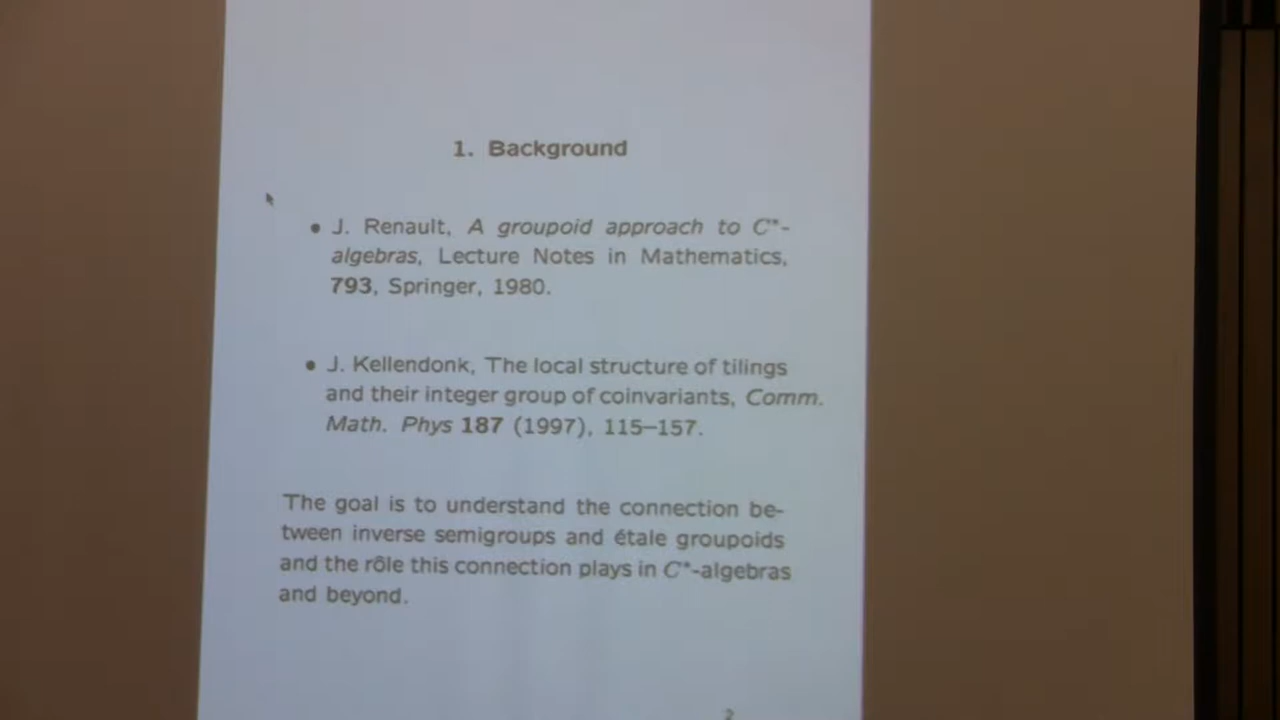 1. Background
• J. Renault, A groupoid approach to C*-
algebras, Lecture Notes in Mathematics,
793, Springer, 1980.
• J. Kellendonk, The local structure of tilings
and their integer group of coinvariants, Comm.
Math. Phys 187 (1997), 115–157.
The goal is to understand the connection be-
tween inverse semigroups and étale groupoids
and the rôle this connection plays in C*-algebras
and beyond.
2